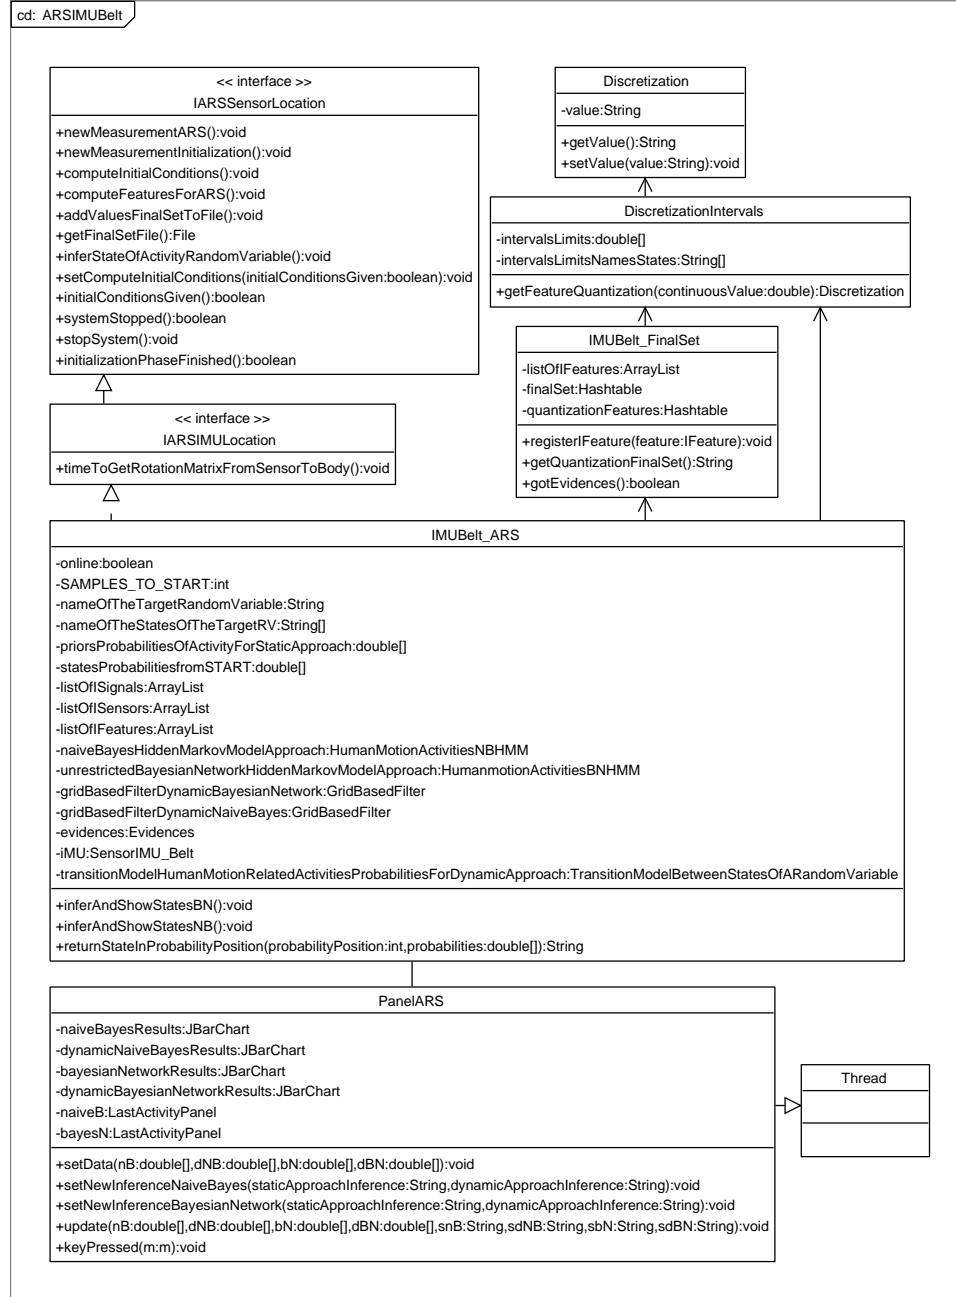 cd: ARSIMUBelt
<< interface >>
IARSSensorLocation
+newMeasurementARS():void
+newMeasurementInitialization():void
+computeInitialConditions():void
+computeFeaturesForARS():void
+addValuesFinalSetToFile():void
+getFinalSetFile():File
+inferStateOfActivityRandomVariable():void
+setComputeInitialConditions(initialConditionsGiven:boolean):void
+initialConditionsGiven():boolean
+systemStopped():boolean
+stopSystem():void
+initializationPhaseFinished():boolean
Discretization
-value:String
+getValue():String
+setValue(value:String):void
DiscretizationIntervals
-intervalsLimits:double[]
-intervalsLimitsNamesStates:String[]
+getFeatureQuantization(continuousValue:double):Discretization
IMUBelt_FinalSet
-listOfIFeatures:ArrayList
-finalSet:Hashtable
-quantizationFeatures:Hashtable
+registerIFeature(feature:IFeature):void
+getQuantizationFinalSet():String
+gotEvidences():boolean
<< interface >>
IARSIMULocation
+timeToGetRotationMatrixFromSensorToBody():void
IMUBelt_ARS
-online:boolean
-SAMPLES_TO_START:int
-nameOfTheTargetRandomVariable:String
-nameOfTheStatesOfTheTargetRV:String[]
-priorsProbabilitiesOfActivityForStaticApproach:double[]
-statesProbabilitiesfromSTART:double[]
-listOfISignals:ArrayList
-listOfISensors:ArrayList
-listOfIFeatures:ArrayList
-naiveBayesHiddenMarkovModelApproach:HumanMotionActivitiesNBHMM
-unrestrictedBayesianNetworkHiddenMarkovModelApproach:HumanmotionActivitiesBNHMM
-gridBasedFilterDynamicBayesianNetwork:GridBasedFilter
-gridBasedFilterDynamicNaiveBayes:GridBasedFilter
-evidences:Evidences
-iMU:SensorIMU_Belt
-transitionModelHumanMotionRelatedActivitiesProbabilitiesForDynamicApproach:TransitionModelBetweenStatesOfARandomVariable
+inferAndShowStatesBN():void
+inferAndShowStatesNB():void
+returnStateInProbabilityPosition(probabilityPosition:int,probabilities:double[]):String
PanelARS
-naiveBayesResults:JBarChart
-dynamicNaiveBayesResults:JBarChart
-bayesianNetworkResults:JBarChart
-dynamicBayesianNetworkResults:JBarChart
-naiveB:LastActivityPanel
-bayesN:LastActivityPanel
+setData(nB:double[],dNB:double[],bN:double[],dBN:double[]):void
+setNewInferenceNaiveBayes(staticApproachInference:String,dynamicApproachInference:String):void
+setNewInferenceBayesianNetwork(staticApproachInference:String,dynamicApproachInference:String):void
+update(nB:double[],dNB:double[],bN:double[],dBN:double[],snB:String,sdNB:String,sbN:String,sdBN:String):void
+keyPressed(m:m):void
Thread